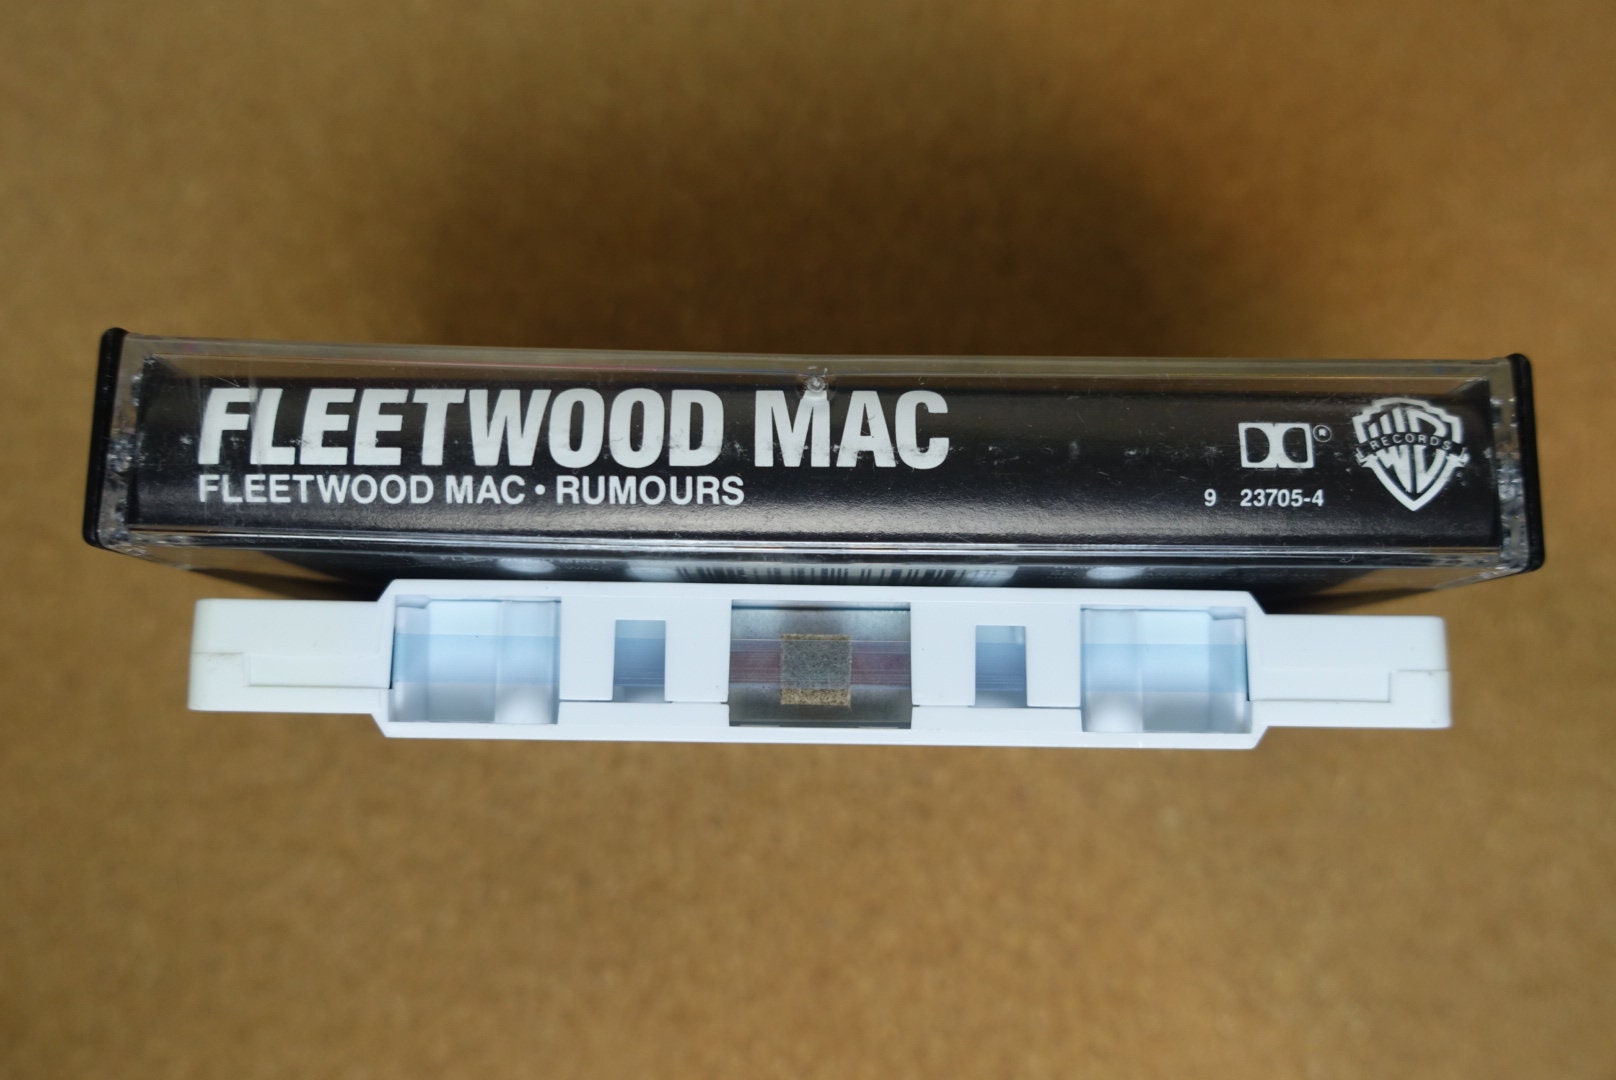 FLEETWOOD MAC
FLEETWOOD MAC • RUMOURS
®
9 23705-4
RECORDS